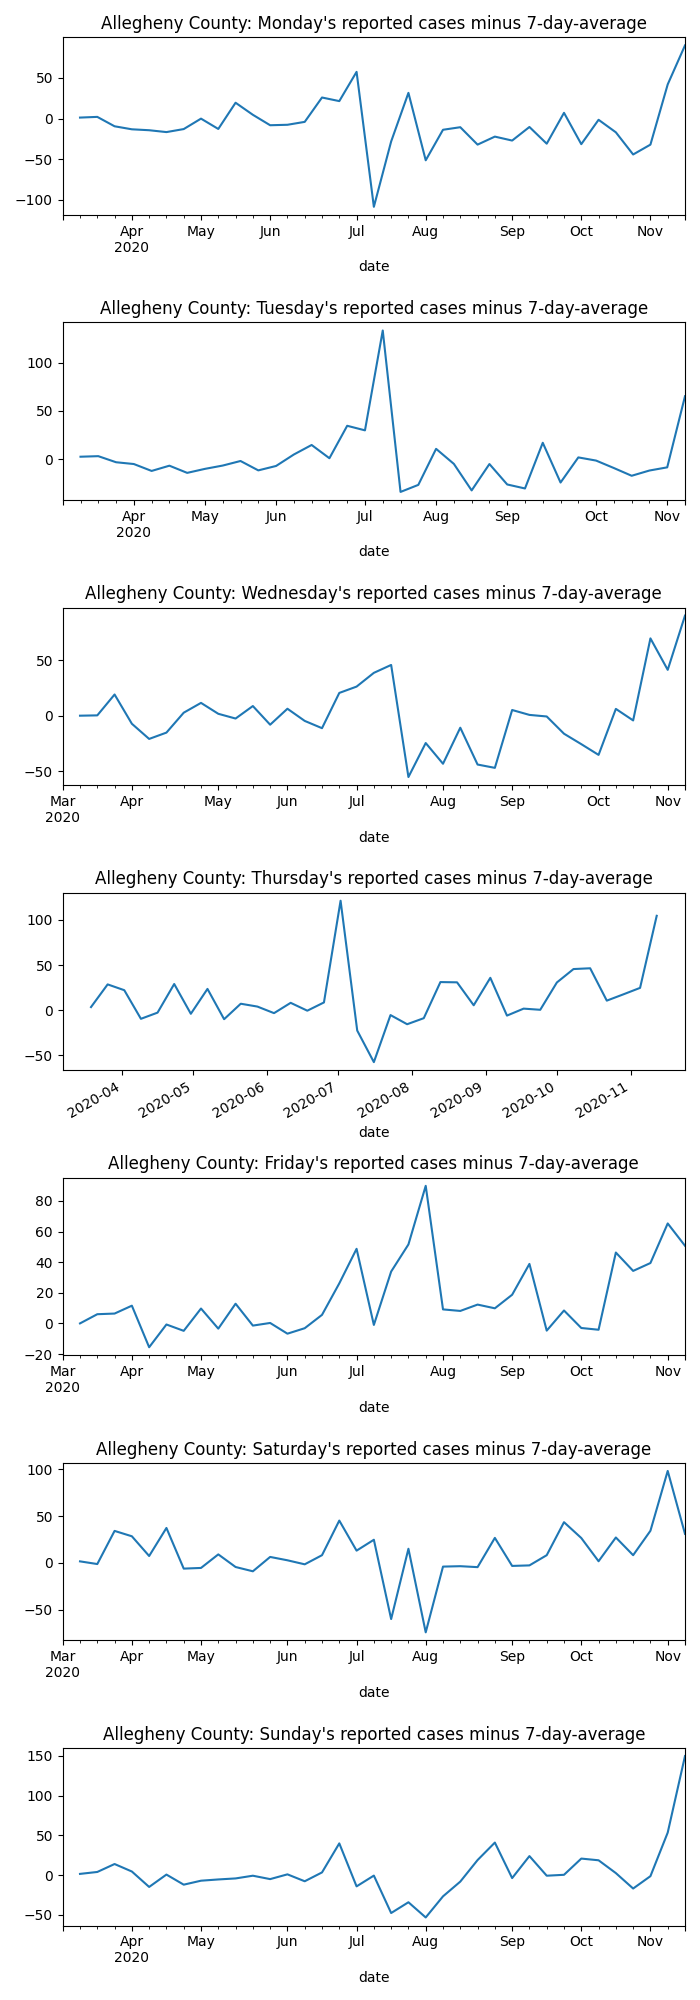 Allegheny County: Monday's reported cases minus 7-day-average
50
0
−50
−100
Apr May Jun Jul Aug Sep Oct Nov
2020
date
Allegheny County: Tuesday's reported cases minus 7-day-average
100
50
0
Apr May Jun Jul Aug Sep Oct Nov
2020
date
Allegheny County: Wednesday's reported cases minus 7-day-average
50
0
−50
Mar Apr May Jun Jul Aug Sep Oct Nov
2020
date
Allegheny County: Thursday's reported cases minus 7-day-average
100
50
0
−50
2020-04 2020-05 2020-06 2020-07 2020-08 2020-09 2020-10 2020-11
date
Allegheny County: Friday's reported cases minus 7-day-average
80
60
40
20
0
−20
Mar Apr May Jun Jul Aug Sep Oct Nov
2020
date
Allegheny County: Saturday's reported cases minus 7-day-average
100
50
0
−50
Mar Apr May Jun Jul Aug Sep Oct Nov
2020
date
Allegheny County: Sunday's reported cases minus 7-day-average
150
100
50
0
−50
Apr May Jun Jul Aug Sep Oct Nov
2020
date